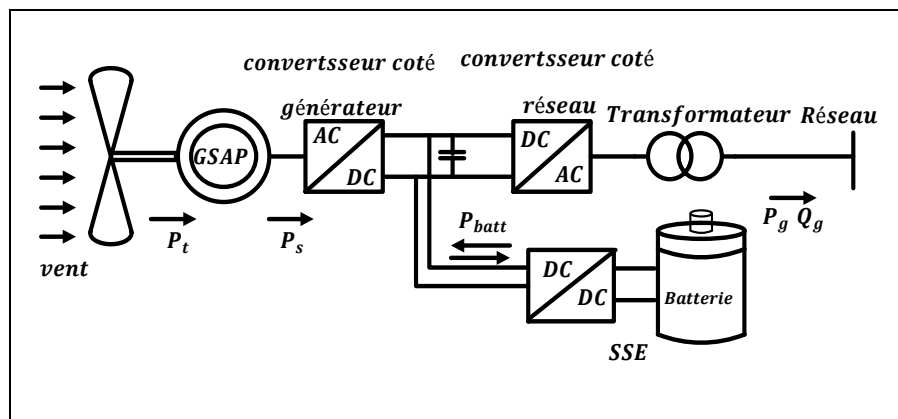 convertsseur coté
générateur
convertsseur coté
réseau
Transformateur
Réseau
GSAP
AC
DC
DC
AC
P_t
P_s
P_batt
P_g Q_g
vent
DC
DC
Batterie
SSE